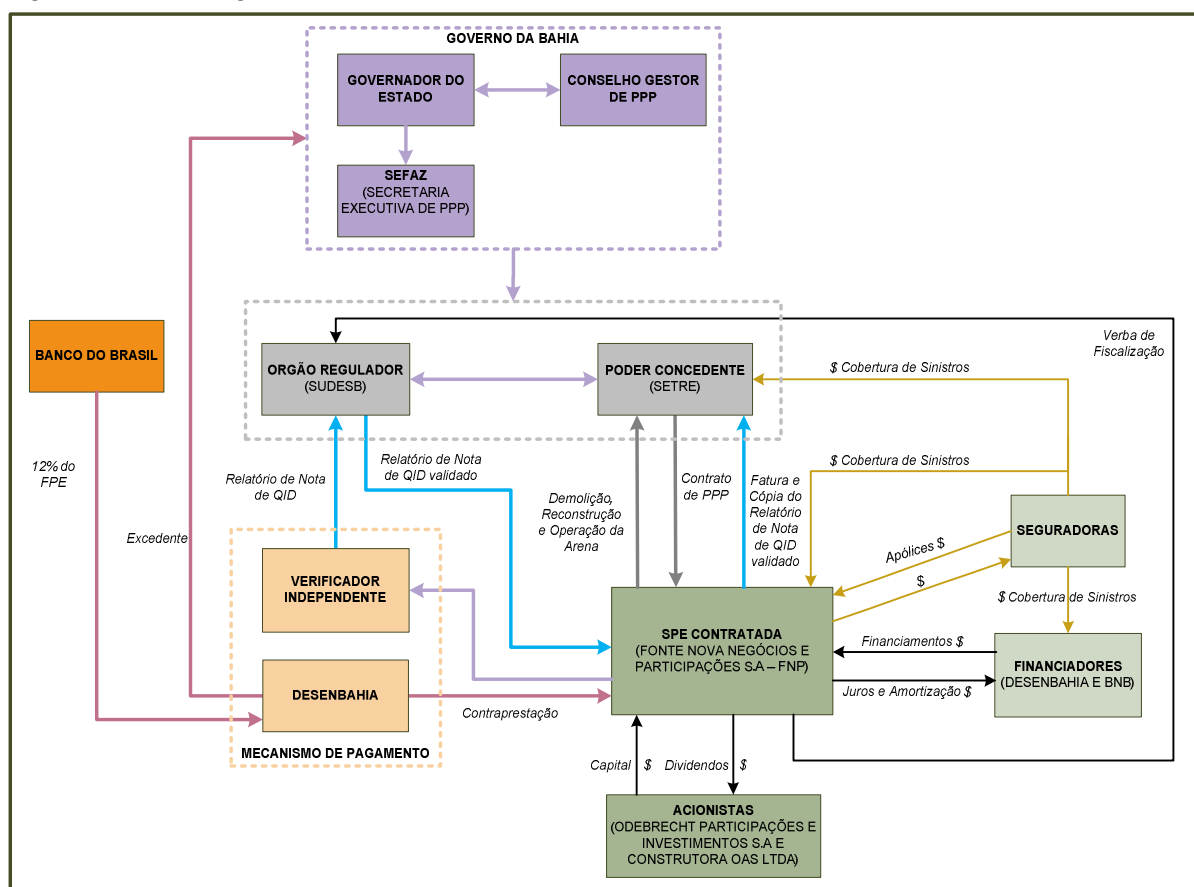 GOVERNO DA BAHIA
GOVERNADOR DO
ESTADO
CONSELHO GESTOR
DE PPP
SEFAZ
(SECRETARIA
EXECUTIVA DE PPP)
BANCO DO BRASIL
ORGÃO REGULADOR
(SUDESB)
PODER CONCEDENTE
(SETRE)
Verba de
Fiscalização
$ Cobertura de Sinistros
12% do
FPE
Excedente
Relatório de Nota
de QID
Relatório de Nota
de QID validado
Demolição,
Reconstrução
e Operação da
Arena
Contrato
de PPP
Fatura e
Cópia do
Relatório
de Nota
de QID
validado
$ Cobertura de Sinistros
SEGURADORAS
Apólices $
$
$ Cobertura de Sinistros
VERIFICADOR
INDEPENDENTE
DESENBAHIA
MECANISMO DE PAGAMENTO
Contraprestação
SPE CONTRATADA
(FONTE NOVA NEGÓCIOS E
PARTICIPAÇÕES S.A – FNP)
Financiamentos $
Juros e Amortização $
FINANCIADORES
(DESENBAHIA E BNB)
Capital $
Dividendos $
ACIONISTAS
(ODEBRECHT PARTICIPAÇÕES E
INVESTIMENTOS S.A E
CONSTRUTORA OAS LTDA)